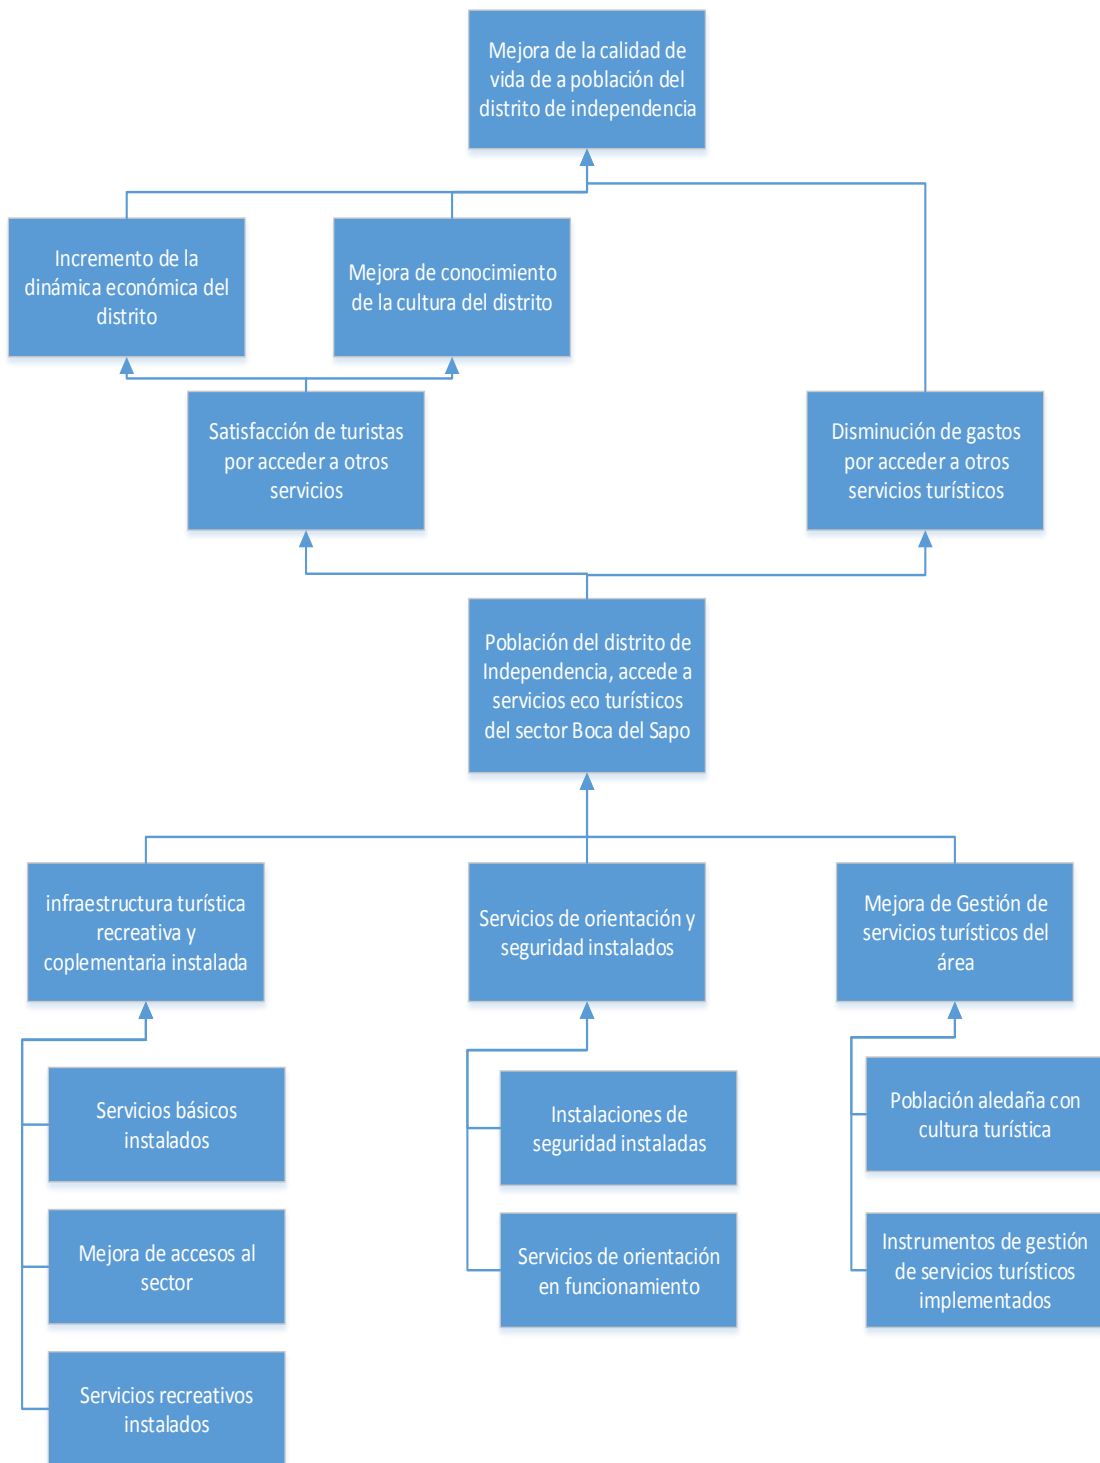 Mejora de la calidad de
vida de a población del
distrito de independencia
Incremento de la
dinámica económica del
distrito
Mejora de conocimiento
de la cultura del distrito
Satisfacción de turistas
por acceder a otros
servicios
Disminución de gastos
por acceder a otros
servicios turísticos
Población del distrito de
Independencia, accede a
servicios eco turísticos
del sector Boca del Sapo
infraestructura turística
recreativa y
coplementaria instalada
Servicios de orientación y
seguridad instalados
Mejora de Gestión de
servicios turísticos del
área
Servicios básicos
instalados
Mejora de accesos al
sector
Servicios recreativos
instalados
Instalaciones de
seguridad instaladas
Servicios de orientación
en funcionamiento
Población aledaña con
cultura turística
Instrumentos de gestión
de servicios turísticos
implementados